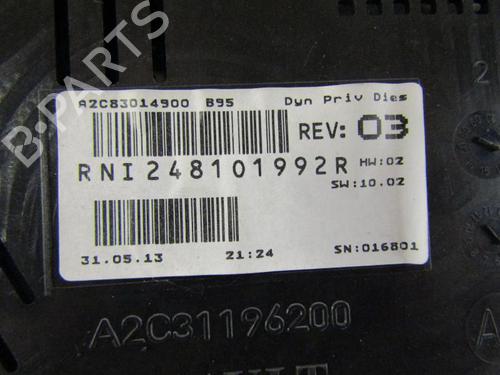 A2C83014900 B95 Dyn Priv Dies
REV: 03
RNI248101992R HW:02
SW:10.02
31.05.13 21:24 SN:016801
A2C31196200
B-PARTS
2
A